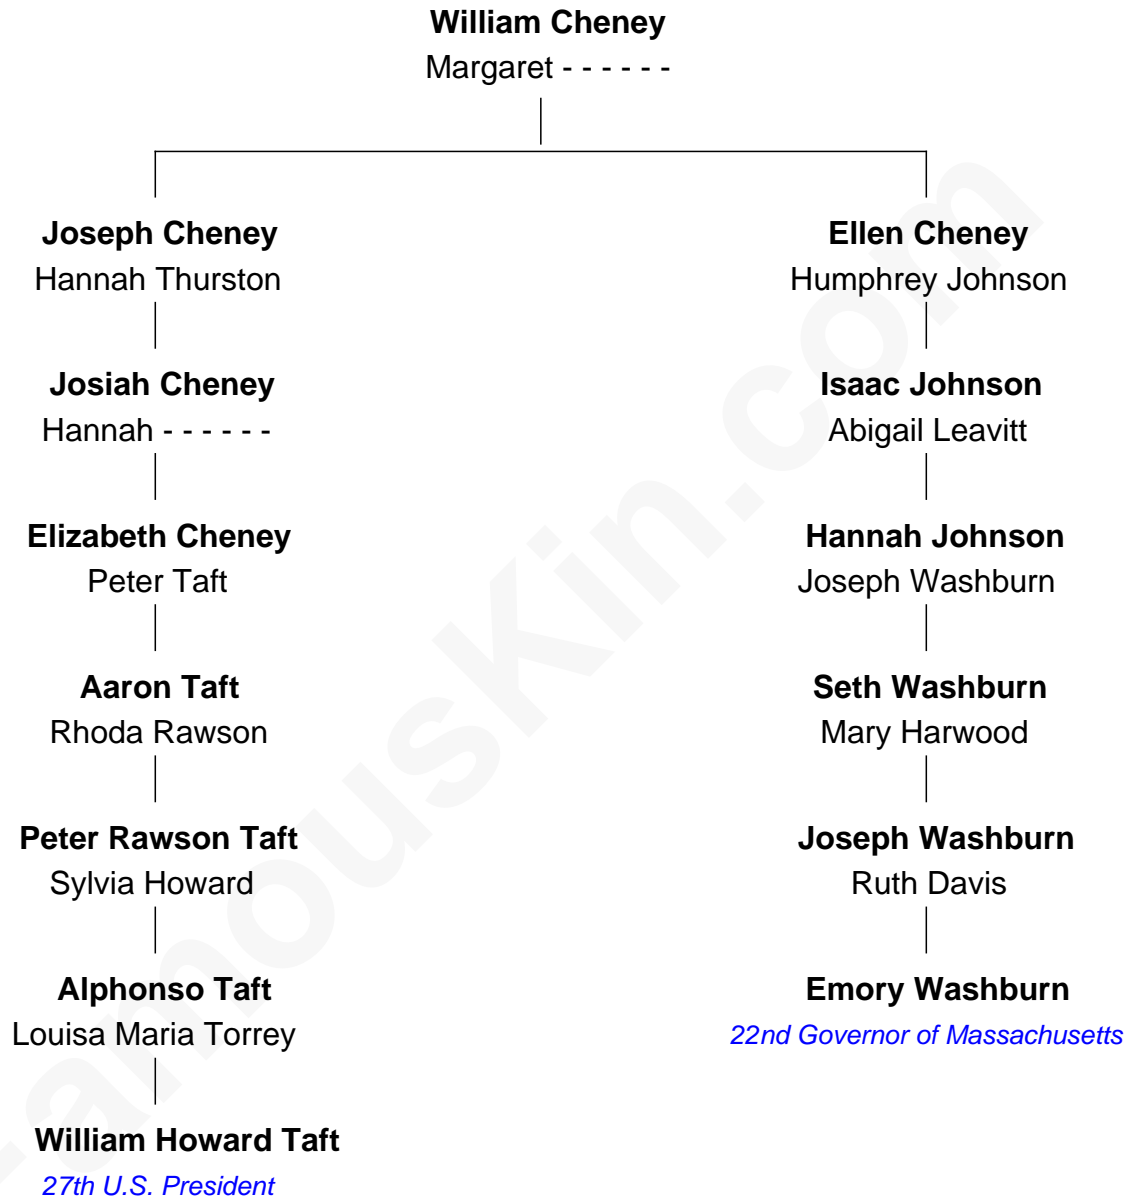 William Cheney
Margaret - - - - - -
Joseph Cheney
Hannah Thurston
Ellen Cheney
Humphrey Johnson
Josiah Cheney
Hannah - - - - - -
Isaac Johnson
Abigail Leavitt
Elizabeth Cheney
Peter Taft
Hannah Johnson
Joseph Washburn
Aaron Taft
Rhoda Rawson
Seth Washburn
Mary Harwood
Peter Rawson Taft
Sylvia Howard
Joseph Washburn
Ruth Davis
Alphonso Taft
Louisa Maria Torrey
Emory Washburn
22nd Governor of Massachusetts
William Howard Taft
27th U.S. President
FamousKin.com